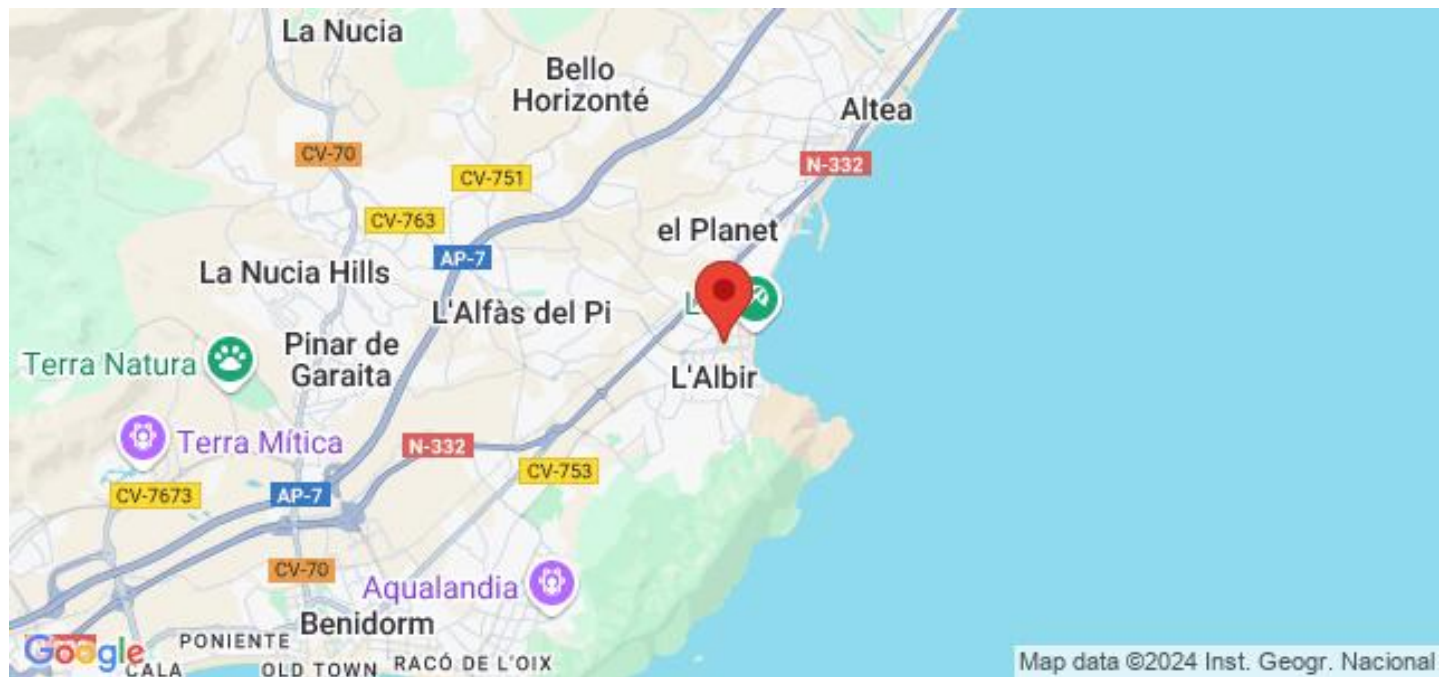 La Nucia
Bello
Horizonté
Altea
CV-70
N-332
CV-751
CV-763
el Planet
AP-7
La Nucia Hills
L'Alfàs del Pi
Terra Natura
Pinar de
Garaita
L'Albir
Terra Mítica
N-332
CV-753
CV-7673
AP-7
CV-70
Aqualandia
Benidorm
PONIENTE
Google
CALA
OLD TOWN
RACÓ DE L'OIX
Map data ©2024 Inst. Geogr. Nacional